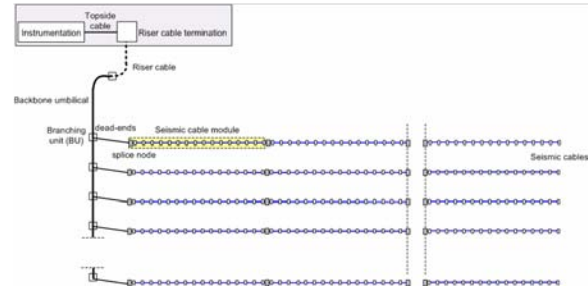 Topside
cable
Instrumentation
Riser cable termination
Riser cable
Backbone umbilical
Branching
unit (BU)
dead-ends
Seismic cable module
splice node
Seismic cables